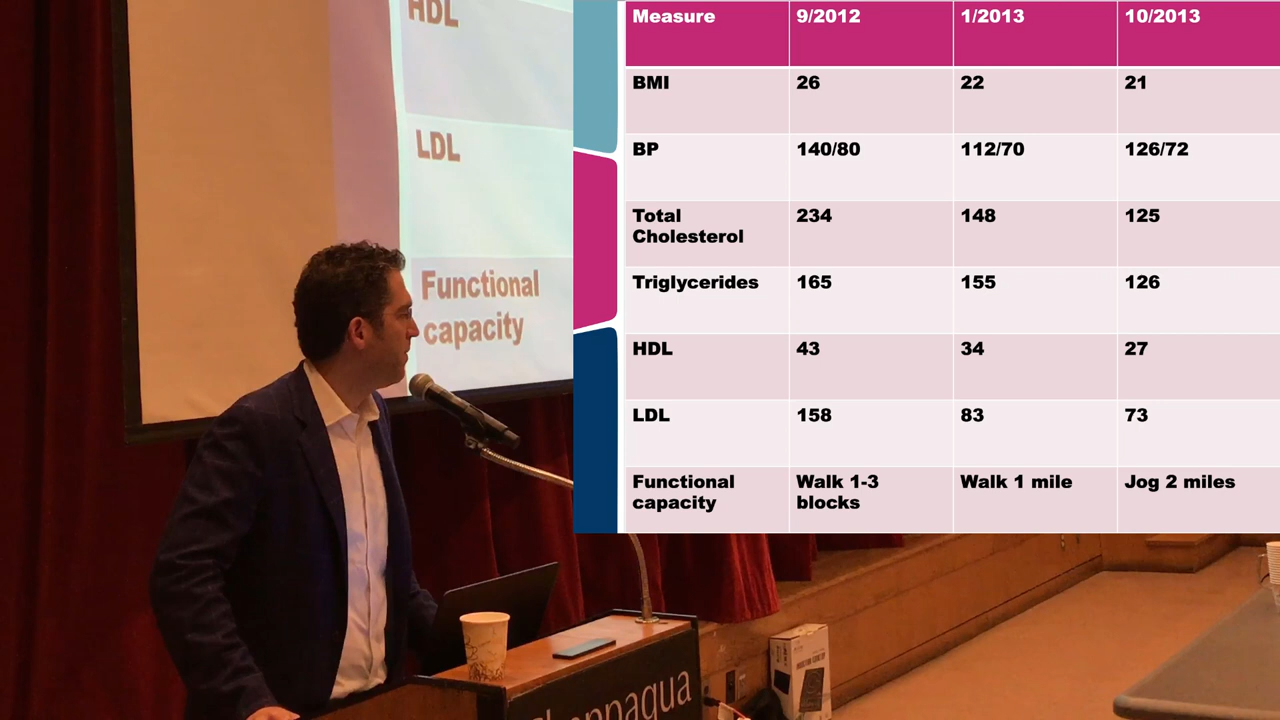 HDL
LDL
Functional
capacity
Measure 9/2012 1/2013 10/2013
BMI 26 22 21
BP 140/80 112/70 126/72
Total
Cholesterol 234 148 125
Triglycerides 165 155 126
HDL 43 34 27
LDL 158 83 73
Functional
capacity
Walk 1-3
blocks
Walk 1 mile
Jog 2 miles
Chappaqua